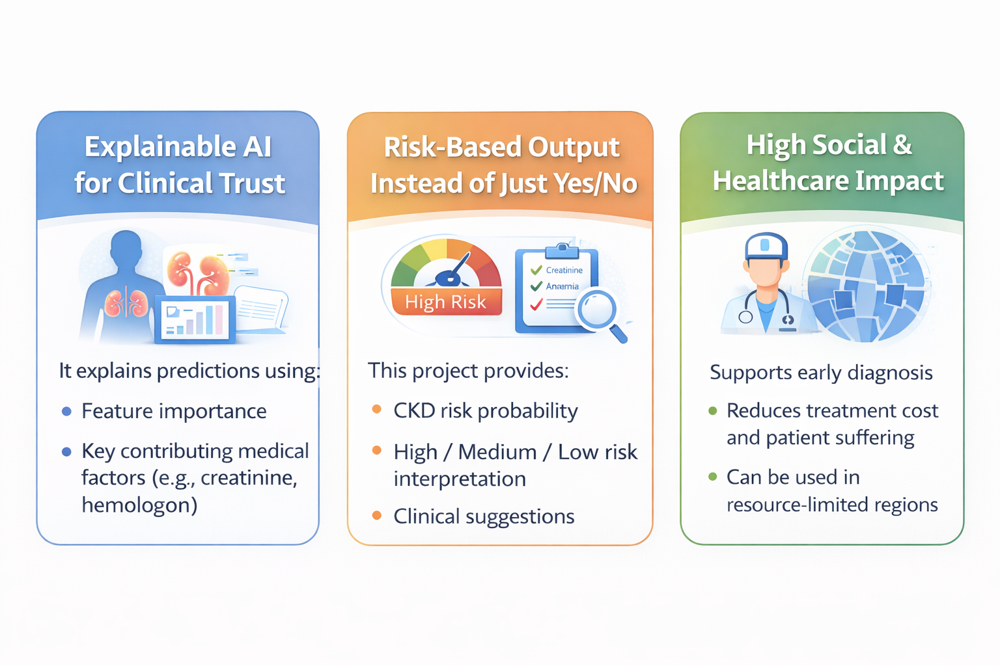 Explainable AI
for Clinical Trust
It explains predictions using:
Feature importance
Key contributing medical
factors (e.g., creatinine,
hemologon)
Risk-Based Output
Instead of Just Yes/No
High Risk
Creatinine
Anaemia
This project provides:
CKD risk probability
High / Medium / Low risk
interpretation
Clinical suggestions
High Social &
Healthcare Impact
Supports early diagnosis
Reduces treatment cost
and patient suffering
Can be used in
resource-limited regions